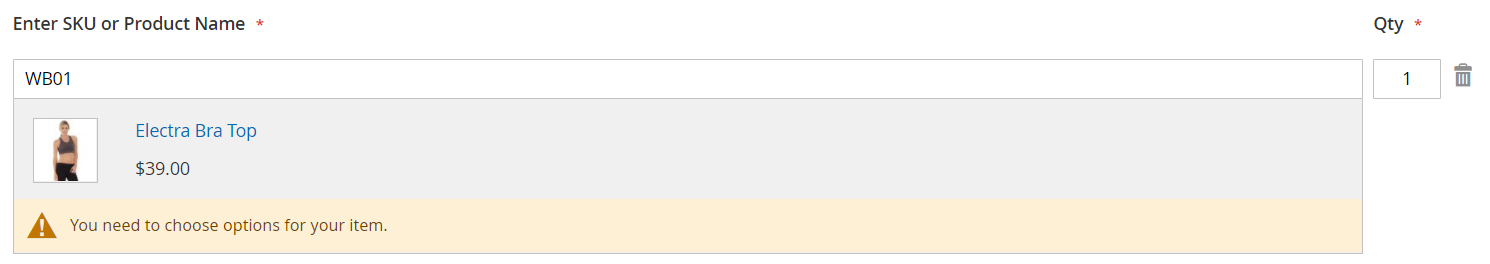 Enter SKU or Product Name *
Qty *
WB01
1
Electra Bra Top
$39.00
You need to choose options for your item.